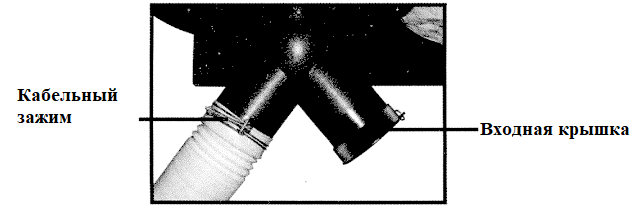 Кабельный
зажим
Входная крышка